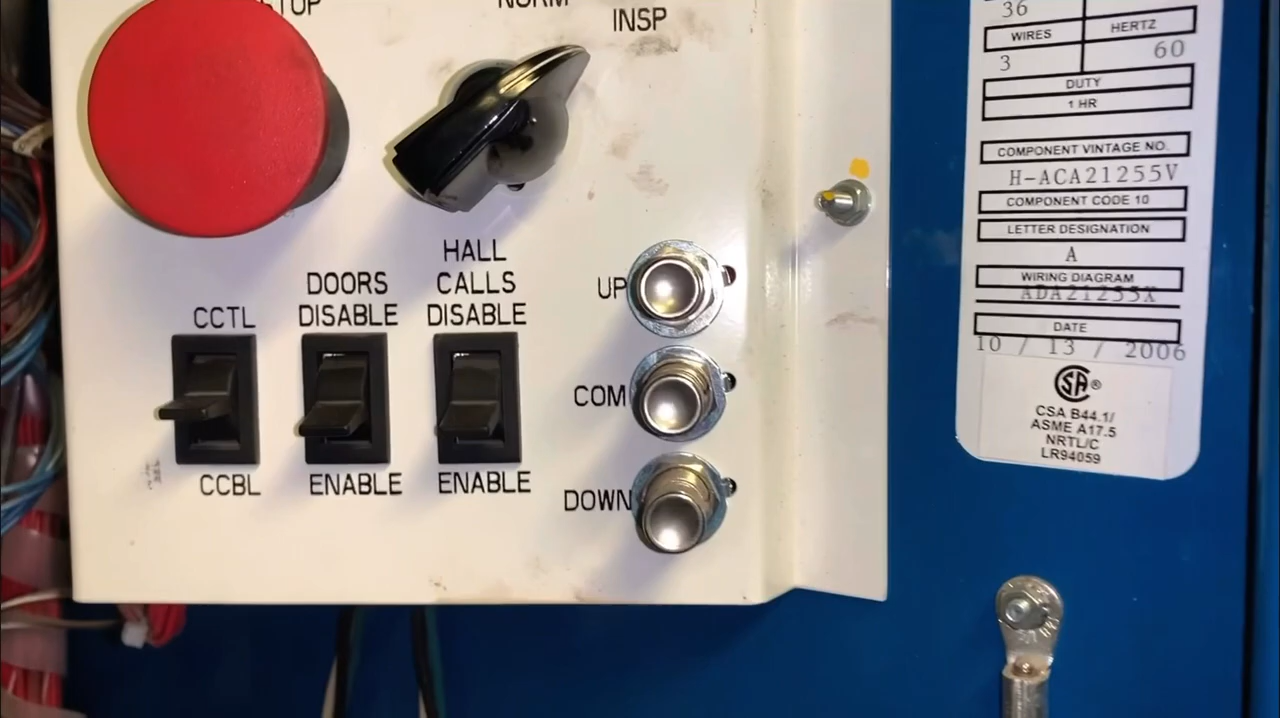 STOP
NORM
INSP
HALL
CALLS
DISABLE
DOORS
DISABLE
CCTL
CCBL
ENABLE
ENABLE
UP
COM
DOWN
36
WIRES
HERTZ
3
60
DUTY
1 HR
COMPONENT VINTAGE NO.
H-ACA21255V
COMPONENT CODE 10
LETTER DESIGNATION
A
WIRING DIAGRAM
ADA21255X
DATE
10 / 13 / 2006
CSA®
CSA B44.1/
ASME A17.5
NRTL/C
LR94059